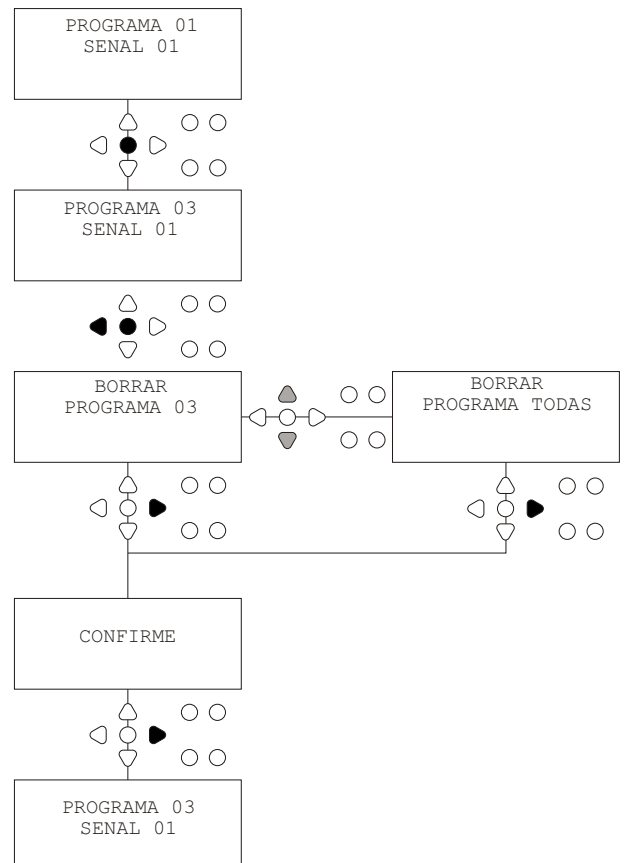 PROGRAMA 01
SENAL 01
PROGRAMA 03
SENAL 01
BORRAR
PROGRAMA 03
BORRAR
PROGRAMA TODAS
CONFIRME
PROGRAMA 03
SENAL 01